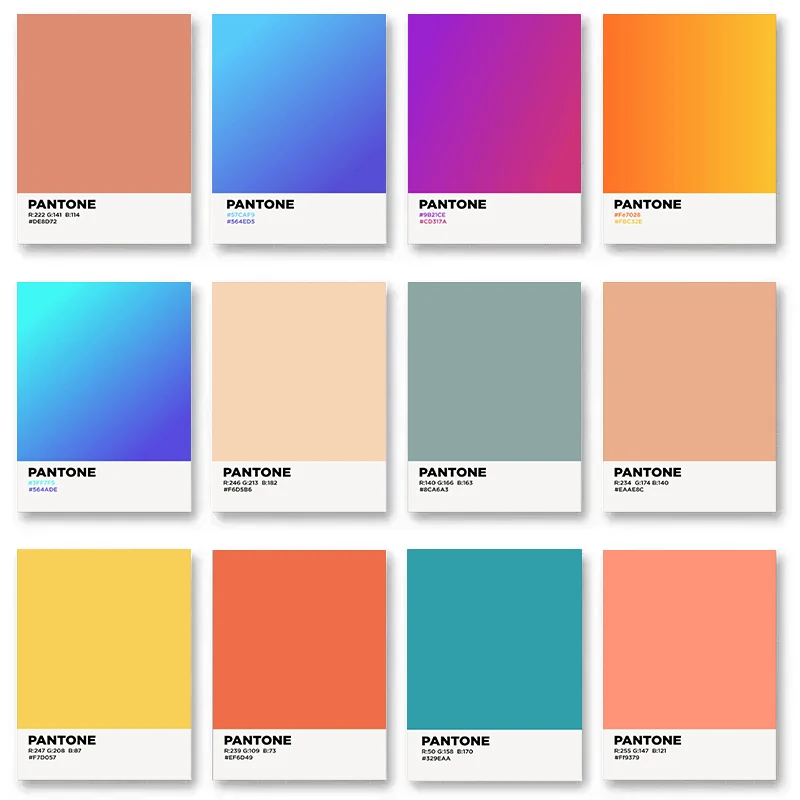 PANTONE
R:222 G:141 B:114
#DE8D72
PANTONE
#57CAF9
#564ED5
PANTONE
#9B21CE
#CD317A
PANTONE
#Fe7028
#FBC32E
PANTONE
#3FF7F5
#564ADE
PANTONE
R:246 G:213 B:182
#F6D5B6
PANTONE
R:140 G:166 B:163
#8CA6A3
PANTONE
R:234 G:174 B:140
#EAAE8C
PANTONE
R:247 G:208 B:87
#F7D057
PANTONE
R:239 G:109 B:73
#EF6D49
PANTONE
R:50 G:158 B:170
#329EAA
PANTONE
R:255 G:147 B:121
#Ff9379